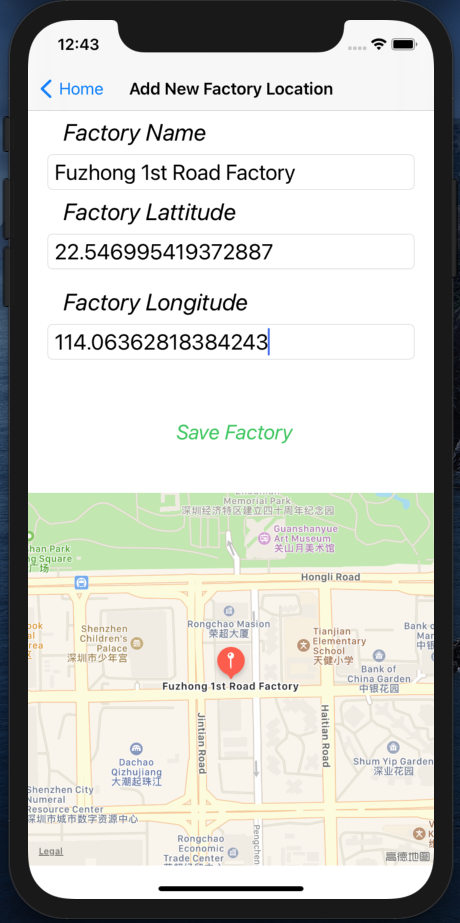 12:43
Home
Add New Factory Location
Factory Name
Fuzhong 1st Road Factory
Factory Lattitude
22.546995419372887
Factory Longitude
114.06362818384243
Save Factory
Memorial Park
深圳经济特区建立四十周年纪念园
Guanshanyue
Art Museum
关山月美术馆
han Park
ng Square
广场
Hongli Road
Rongchao Masion
荣超大厦
Shenzhen
Children's
Palace
深圳市少年宫
Tianjian
Elementary
School
天健小学
Bank of
China Garden
中银花园
Fuzhong 1st Road Factory
Jintian Road
Haitian Road
Dachao
Qizhujiang
大潮起珠江
Shum Yip Garden
深业花园
Shenzhen City
Numeral
Resource Center
深圳市城市数字资源中心
Rongchao
Economic
Trade Center
Pengchen
Legal
高德地图